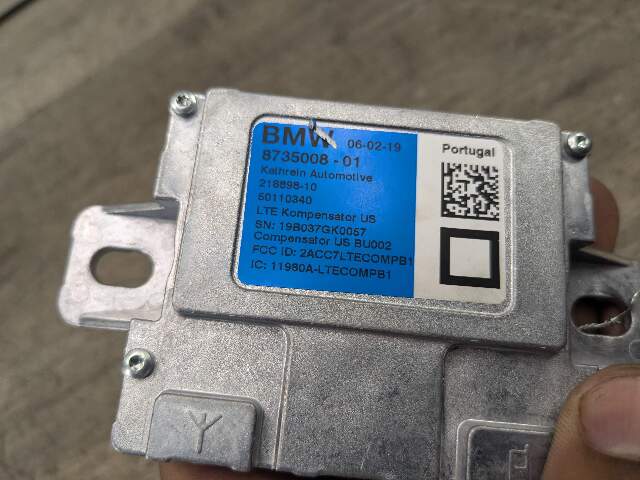 BMW 06-02-19
8735008-01
Kathrein Automotive
218898-10
50110340
LTE Kompensator US
SN: 19B037GK0057
Compensator US BU002
FCC ID: 2ACC7LTECOMPB1
IC: 11980A-LTECOMPB1
Portugal